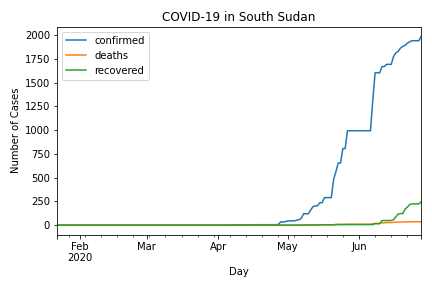 COVID-19 in South Sudan
confirmed
deaths
recovered
Number of Cases
2000
1750
1500
1250
1000
750
500
250
0
Feb
2020
Mar
Apr
May
Jun
Day